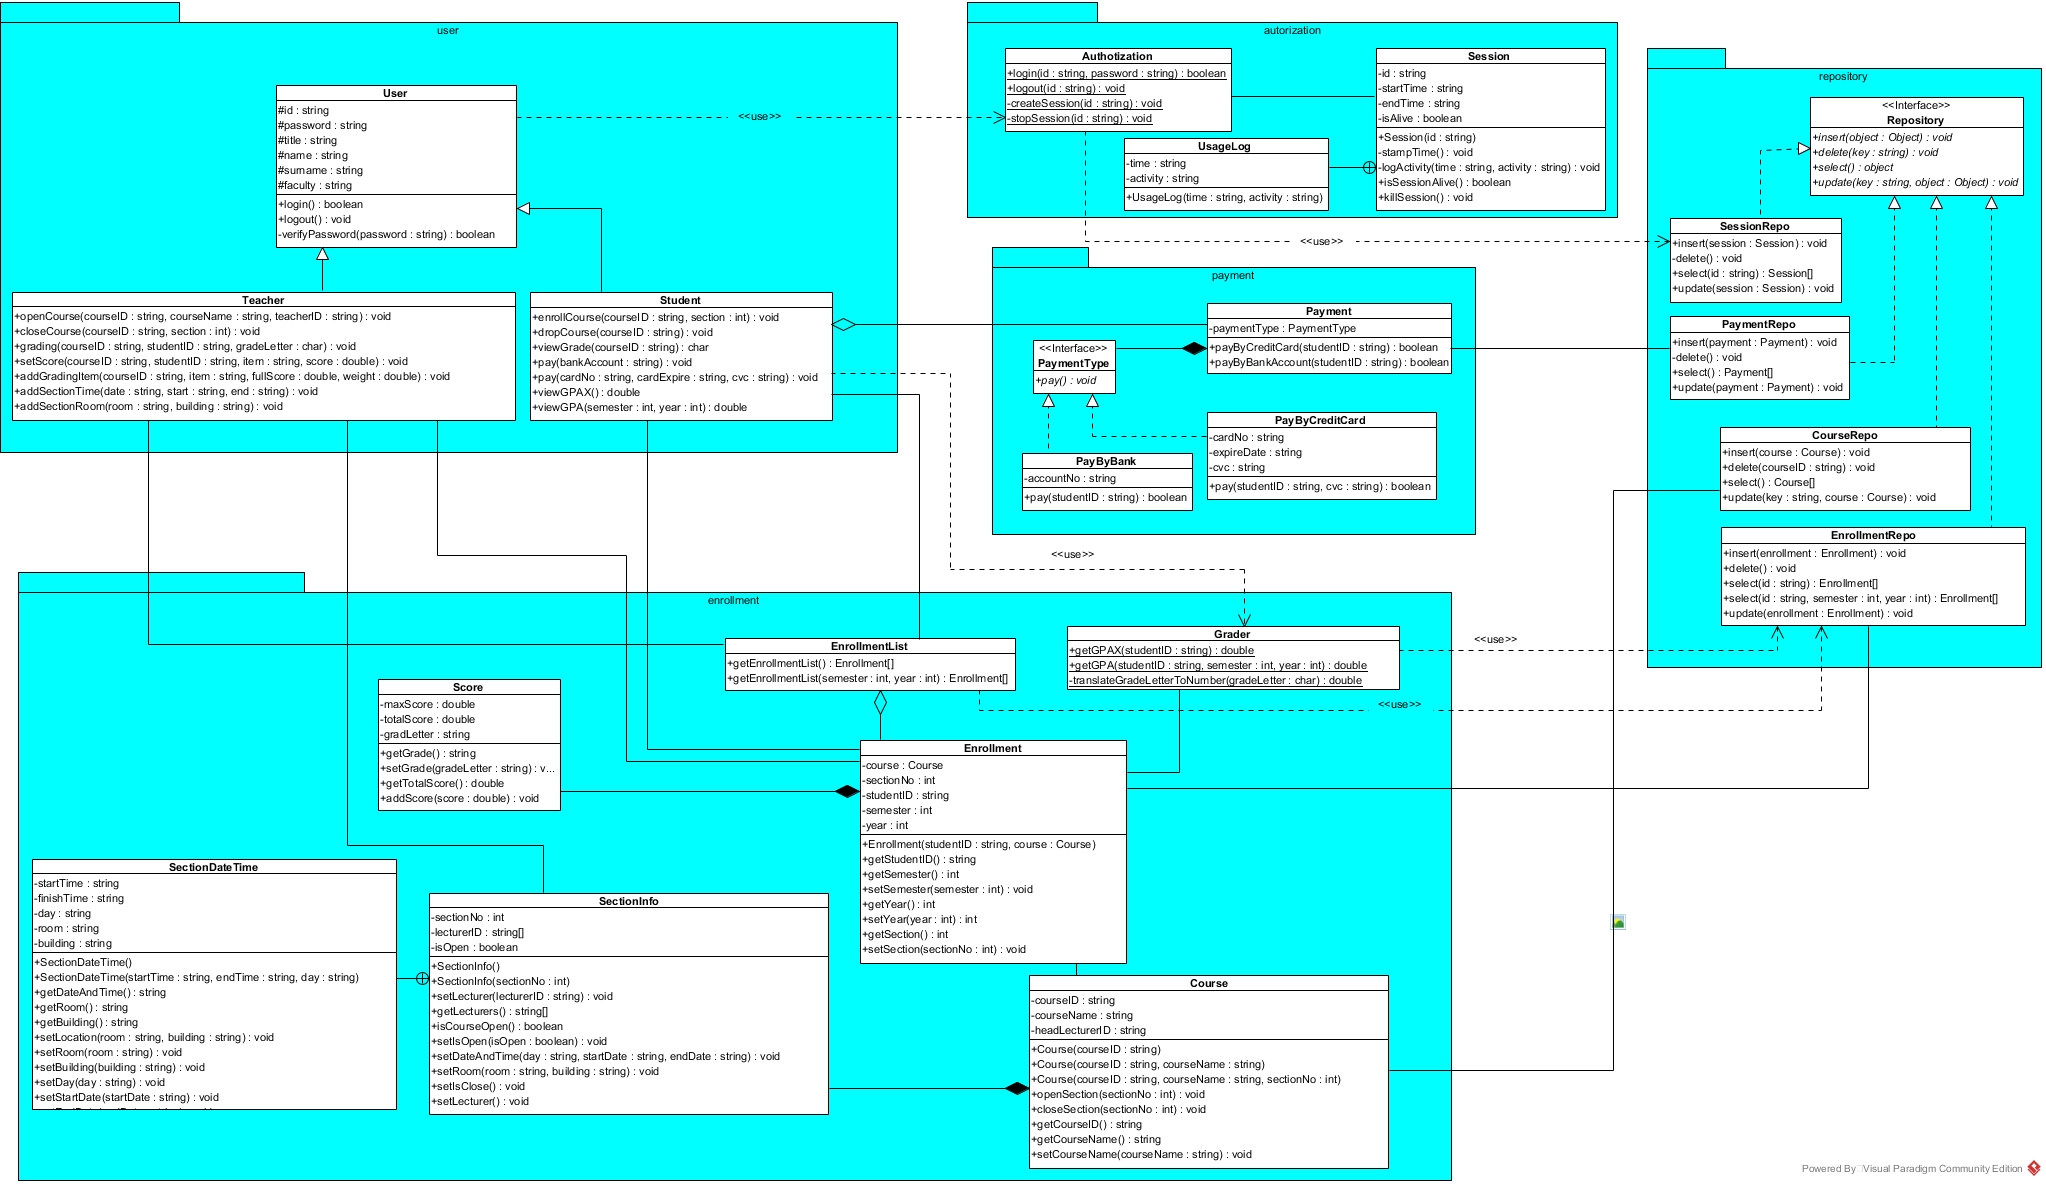 user
User
#id : string
#password : string
#title : string
#name : string
#surname : string
#faculty : string
+login() : boolean
+logout() : void
-verifyPassword(password : string) : boolean
<<use>>
Teacher
+openCourse(courseID : string, courseName : string, teacherID : string) : void
+closeCourse(courseID : string, section : int) : void
+grading(courseID : string, studentID : string, gradeLetter : char) : void
+setScore(courseID : string, studentID : string, item : string, score : double) : void
+addGradingItem(courseID : string, item : string, fullScore : double, weight : double) : void
+addSectionTime(date : string, start : string, end : string) : void
+addSectionRoom(room : string, building : string) : void
Student
+enrollCourse(courseID : string, section : int) : void
+dropCourse(courseID : string) : void
+viewGrade(courseID : string) : char
+pay(bankAccount : string) : void
+pay(cardNo : string, cardExpire : string, cvc : string) : void
+viewGPAX() : double
+viewGPA(semester : int, year : int) : double
autorization
Authotization
+login(id : string, password : string) : boolean
+logout(id : string) : void
-createSession(id : string) : void
-stopSession(id : string) : void
Session
-id : string
-startTime : string
-endTime : string
-isAlive : boolean
+Session(id : string)
-stampTime() : void
-logActivity(time : string, activity : string) : void
+isSessionAlive() : boolean
+killSession() : void
UsageLog
-time : string
-activity : string
+UsageLog(time : string, activity : string)
<<use>>
payment
Payment
-paymentType : PaymentType
+payByCreditCard(studentID : string) : boolean
+payByBankAccount(studentID : string) : boolean
<<Interface>>
PaymentType
+pay() : void
PayByCreditCard
-cardNo : string
-expireDate : string
-cvc : string
+pay(studentID : string, cvc : string) : boolean
PayByBank
-accountNo : string
+pay(studentID : string) : boolean
<<use>>
repository
<<Interface>>
Repository
+insert(object : Object) : void
+delete(key : string) : void
+select() : object
+update(key : string, object : Object) : void
SessionRepo
+insert(session : Session) : void
-delete() : void
+select(id : string) : Session[]
+update(session : Session) : void
PaymentRepo
+insert(payment : Payment) : void
-delete() : void
+select() : Payment[]
+update(payment : Payment) : void
CourseRepo
+insert(course : Course) : void
+delete(courseID : string) : void
+select() : Course[]
+update(key : string, course : Course) : void
EnrollmentRepo
+insert(enrollment : Enrollment) : void
+delete() : void
+select(id : string) : Enrollment[]
+select(id : string, semester : int, year : int) : Enrollment[]
+update(enrollment : Enrollment) : void
enrollment
EnrollmentList
+getEnrollmentList() : Enrollment[]
+getEnrollmentList(semester : int, year : int) : Enrollment[]
Grader
+getGPAX(studentID : string) : double
+getGPA(studentID : string, semester : int, year : int) : double
-translateGradeLetterToNumber(gradeLetter : char) : double
<<use>>
<<use>>
Score
-maxScore : double
-totalScore : double
-gradLetter : string
+getGrade() : string
+setGrade(gradeLetter : string) : v...
+getTotalScore() : double
+addScore(score : double) : void
Enrollment
-course : Course
-sectionNo : int
-studentID : string
-semester : int
-year : int
+Enrollment(studentID : string, course : Course)
+getStudentID() : string
+getSemester() : int
+setSemester(semester : int) : void
+getYear() : int
+setYear(year : int) : int
+getSection() : int
+setSection(sectionNo : int) : void
SectionDateTime
-startTime : string
-finishTime : string
-day : string
-room : string
-building : string
+SectionDateTime()
+SectionDateTime(startTime : string, endTime : string, day : string)
+getDateAndTime() : string
+getRoom() : string
+getBuilding() : string
+setLocation(room : string, building : string) : void
+setRoom(room : string) : void
+setBuilding(building : string) : void
+setDay(day : string) : void
+setStartDate(startDate : string) : void
SectionInfo
-sectionNo : int
-lecturerID : string[]
-isOpen : boolean
+SectionInfo()
+SectionInfo(sectionNo : int)
+setLecturer(lecturerID : string) : void
+getLecturers() : string[]
+isCourseOpen() : boolean
+setIsOpen(isOpen : boolean) : void
+setDateAndTime(day : string, startDate : string, endDate : string) : void
+setRoom(room : string, building : string) : void
+setIsClose() : void
+setLecturer() : void
Course
-courseID : string
-courseName : string
-headLecturerID : string
+Course(courseID : string)
+Course(courseID : string, courseName : string)
+Course(courseID : string, courseName : string, sectionNo : int)
+openSection(sectionNo : int) : void
+closeSection(sectionNo : int) : void
+getCourseID() : string
+getCourseName() : string
+setCourseName(courseName : string) : void
Powered By Visual Paradigm Community Edition